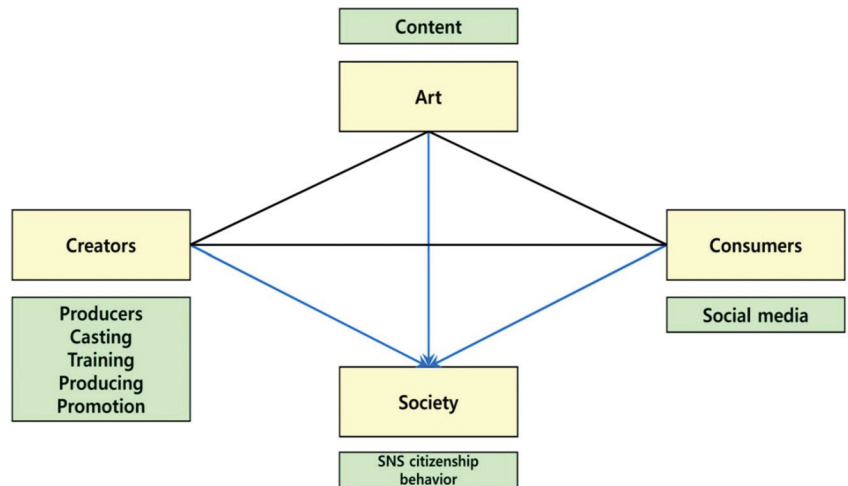 Content
Art
Creators
Consumers
Producers
Casting
Training
Producing
Promotion
Social media
Society
SNS citizenship
behavior